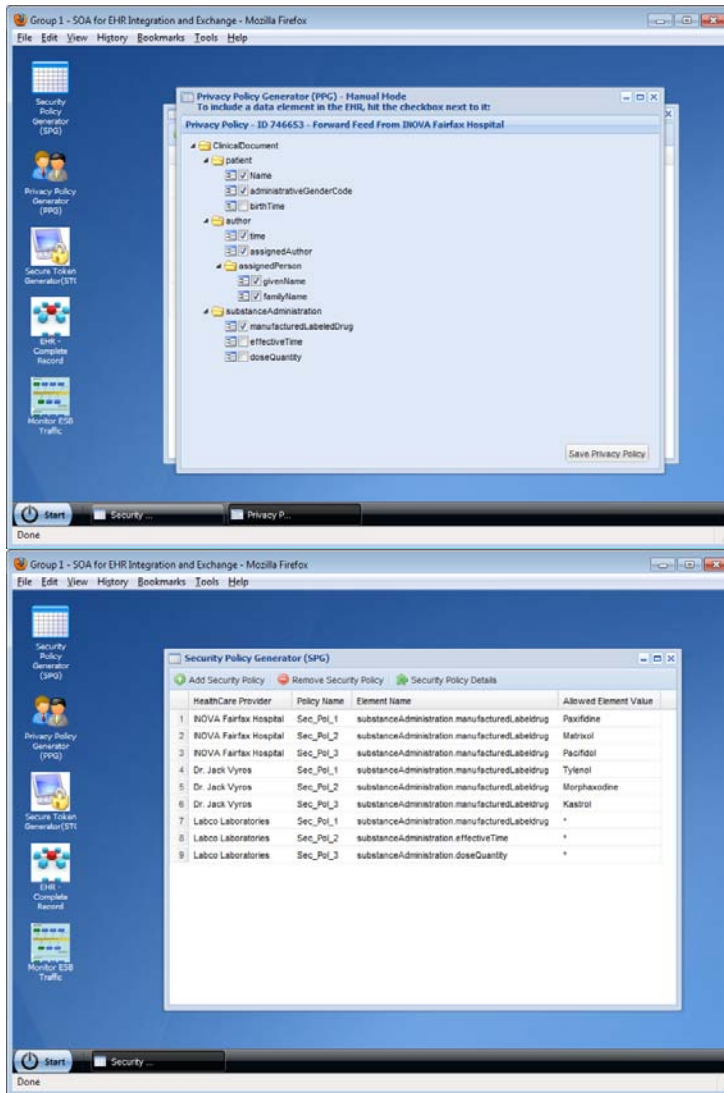 Group 1 - SOA for EHR Integration and Exchange - Mozilla Firefox
File Edit View History Bookmarks Tools Help
Security
Policy
Generator
(SPG)
Privacy Policy
Generator
(PPG)
Secure Token
Generator(STG
EHR -
Complete
Record
Monitor ESB
Traffic
Privacy Policy Generator (PPG) - Manual Mode
To include a data element in the EHR, hit the checkbox next to it:
Privacy Policy - ID 746653 - Forward Feed From INOVA Fairfax Hospital
ClinicalDocument
patient
Name
administrativeGenderCode
birthTime
author
time
assignedAuthor
assignedPerson
givenName
familyName
substanceAdministration
manufacturedLabeledDrug
effectiveTime
doseQuantity
Save Privacy Policy
Start Security ... Privacy P...
Done
Group 1 - SOA for EHR Integration and Exchange - Mozilla Firefox
File Edit View History Bookmarks Tools Help
Security
Policy
Generator
(SPG)
Privacy Policy
Generator
(PPG)
Secure Token
Generator(STG
EHR -
Complete
Record
Monitor ESB
Traffic
Security Policy Generator (SPG)
Add Security Policy Remove Security Policy Security Policy Details
HealthCare Provider Policy Name Element Name Allowed Element Value
1 INOVA Fairfax Hospital Sec_Pol_1 substanceAdministration.manufacturedLabeldrug Paxifidine
2 INOVA Fairfax Hospital Sec_Pol_2 substanceAdministration.manufacturedLabeldrug Matrixol
3 INOVA Fairfax Hospital Sec_Pol_3 substanceAdministration.manufacturedLabeldrug Pacifidol
4 Dr. Jack Vyros Sec_Pol_1 substanceAdministration.manufacturedLabeldrug Tylenol
5 Dr. Jack Vyros Sec_Pol_2 substanceAdministration.manufacturedLabeldrug Morphaxodine
6 Dr. Jack Vyros Sec_Pol_3 substanceAdministration.manufacturedLabeldrug Kastrol
7 Labco Laboratories Sec_Pol_1 substanceAdministration.manufacturedLabeldrug *
8 Labco Laboratories Sec_Pol_2 substanceAdministration.effectiveTime *
9 Labco Laboratories Sec_Pol_3 substanceAdministration.doseQuantity *
Start Security ...
Done